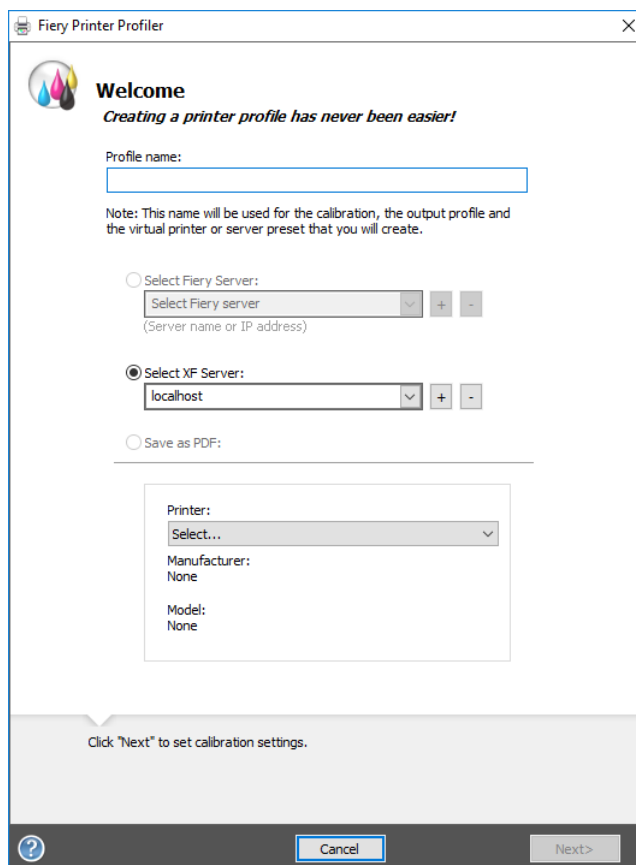 Fiery Printer Profiler
Welcome
Creating a printer profile has never been easier!
Profile name:
Note: This name will be used for the calibration, the output profile and
the virtual printer or server preset that you will create.
Select Fiery Server:
Select Fiery server
+ -
(Server name or IP address)
Select XF Server:
localhost
+ -
Save as PDF:
Printer:
Select...
Manufacturer:
None
Model:
None
Click "Next" to set calibration settings.
?
Cancel
Next>